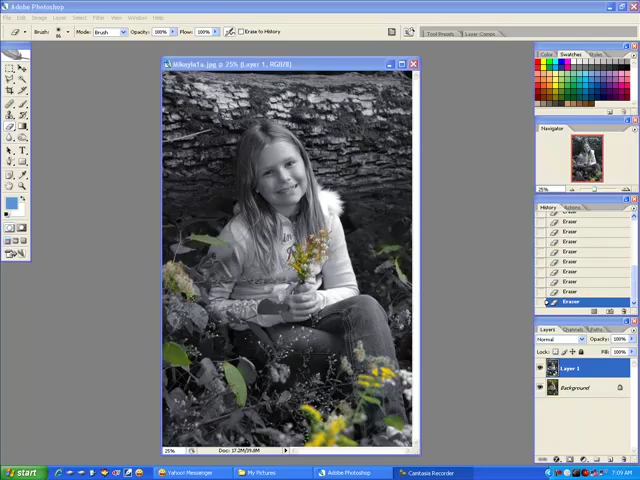 Adobe Photoshop
File Edit Image Layer Select Filter View Window Help
Brush: 86 Mode: Brush Opacity: 100% Flow: 100% Erase to History
Tool Presets Layer Comps
Mikayla1a.jpg @ 25% (Layer 1, RGB/8)
Color Swatches Styles
Navigator
25%
History Actions
Eraser
Eraser
Eraser
Eraser
Eraser
Eraser
Eraser
Eraser
Eraser
Eraser
Layers Channels Paths
Normal Opacity: 100%
Lock: Fill: 100%
Layer 1
Background
25% Doc: 17.2M/35.8M
start
Yahoo! Messenger
My Pictures
Adobe Photoshop
Camtasia Recorder
7:09 AM